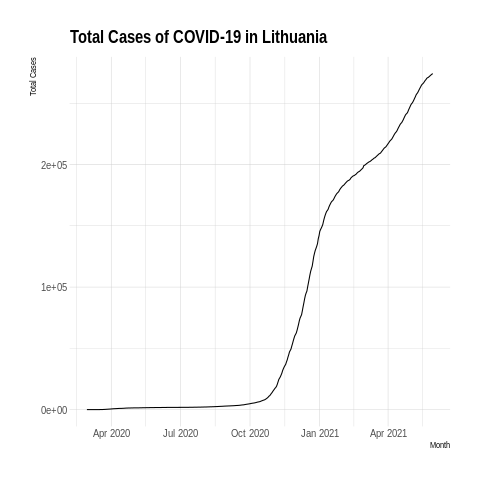 Total Cases of COVID-19 in Lithuania
Total Cases
2e+05
1e+05
0e+00
Apr 2020 Jul 2020 Oct 2020 Jan 2021 Apr 2021
Month